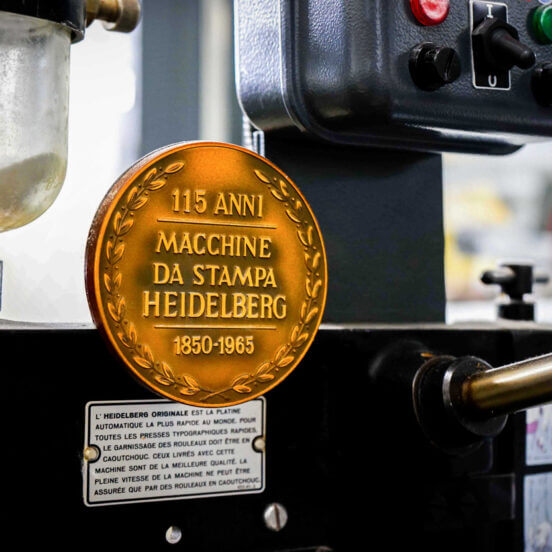 115 ANNI
MACCHINE
DA STAMPA
HEIDELBERG
1850-1965
L' HEIDELBERG ORIGINALE EST LA PLATINE
AUTOMATIQUE LA PLUS RAPIDE AU MONDE. POUR
TOUTES LES PRESSES TYPOGRAPHIQUES RAPIDES,
LE GARNISSAGE DES ROULEAUX DOIT ÊTRE EN
CAOUTCHOUC. CEUX LIVRÉS AVEC CETTE
MACHINE SONT DE LA MEILLEURE QUALITÉ. LA
PLEINE VITESSE DE LA MACHINE NE PEUT ÊTRE
ASSURÉE QUE PAR DES ROULEAUX EN CAOUTCHOUC.
I